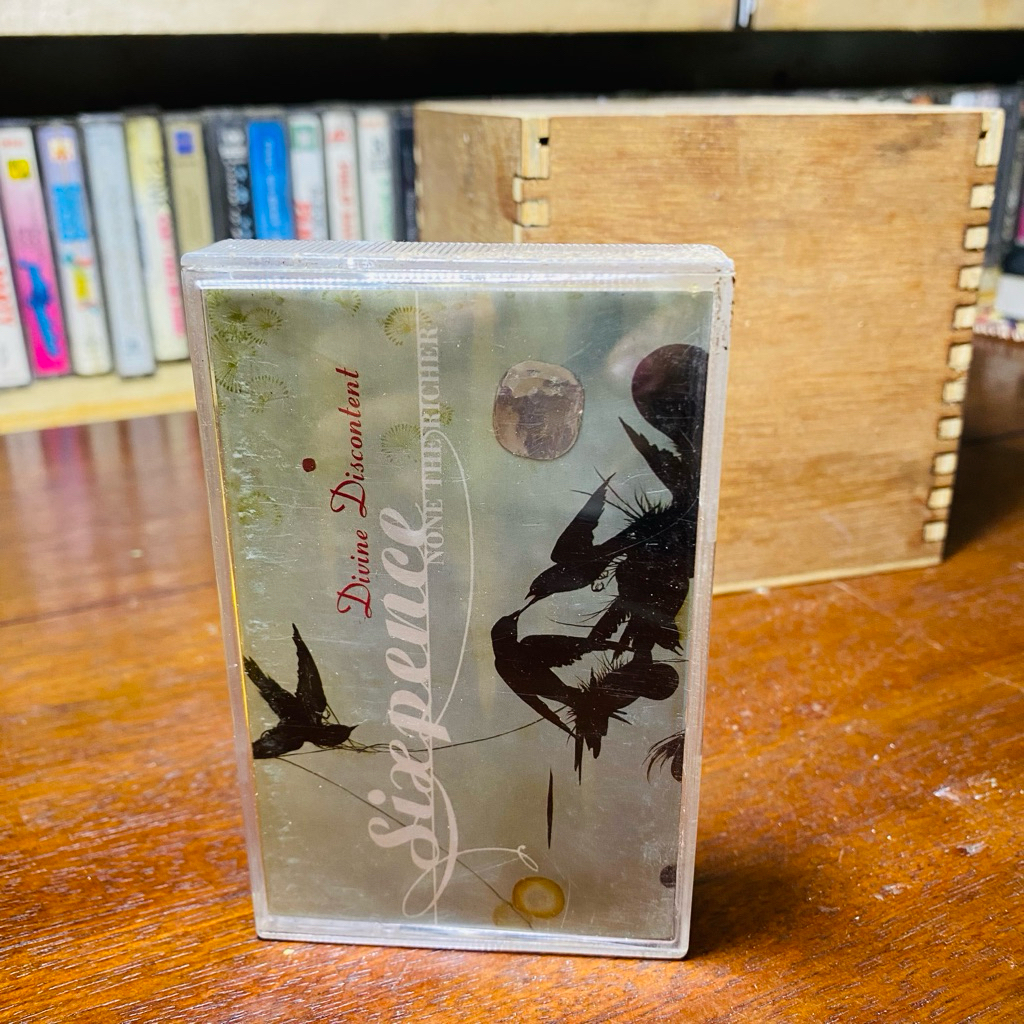 Divine Discontent
Sixpence
NONE THE RICHER